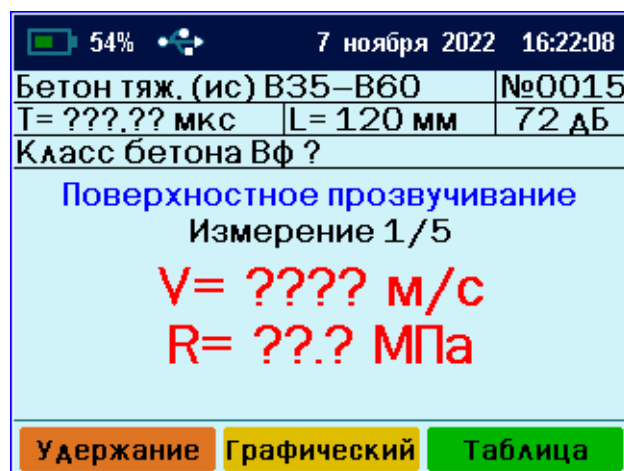 54% 7 ноября 2022 16:22:08
Бетон тяж. (ис) В35–В60 №0015
Т= ???.?? мкс L= 120 мм 72 дБ
Класс бетона Вф ?
Поверхностное прозвучивание
Измерение 1/5
V= ???? м/с
R= ??.? МПа
Удержание Графический Таблица